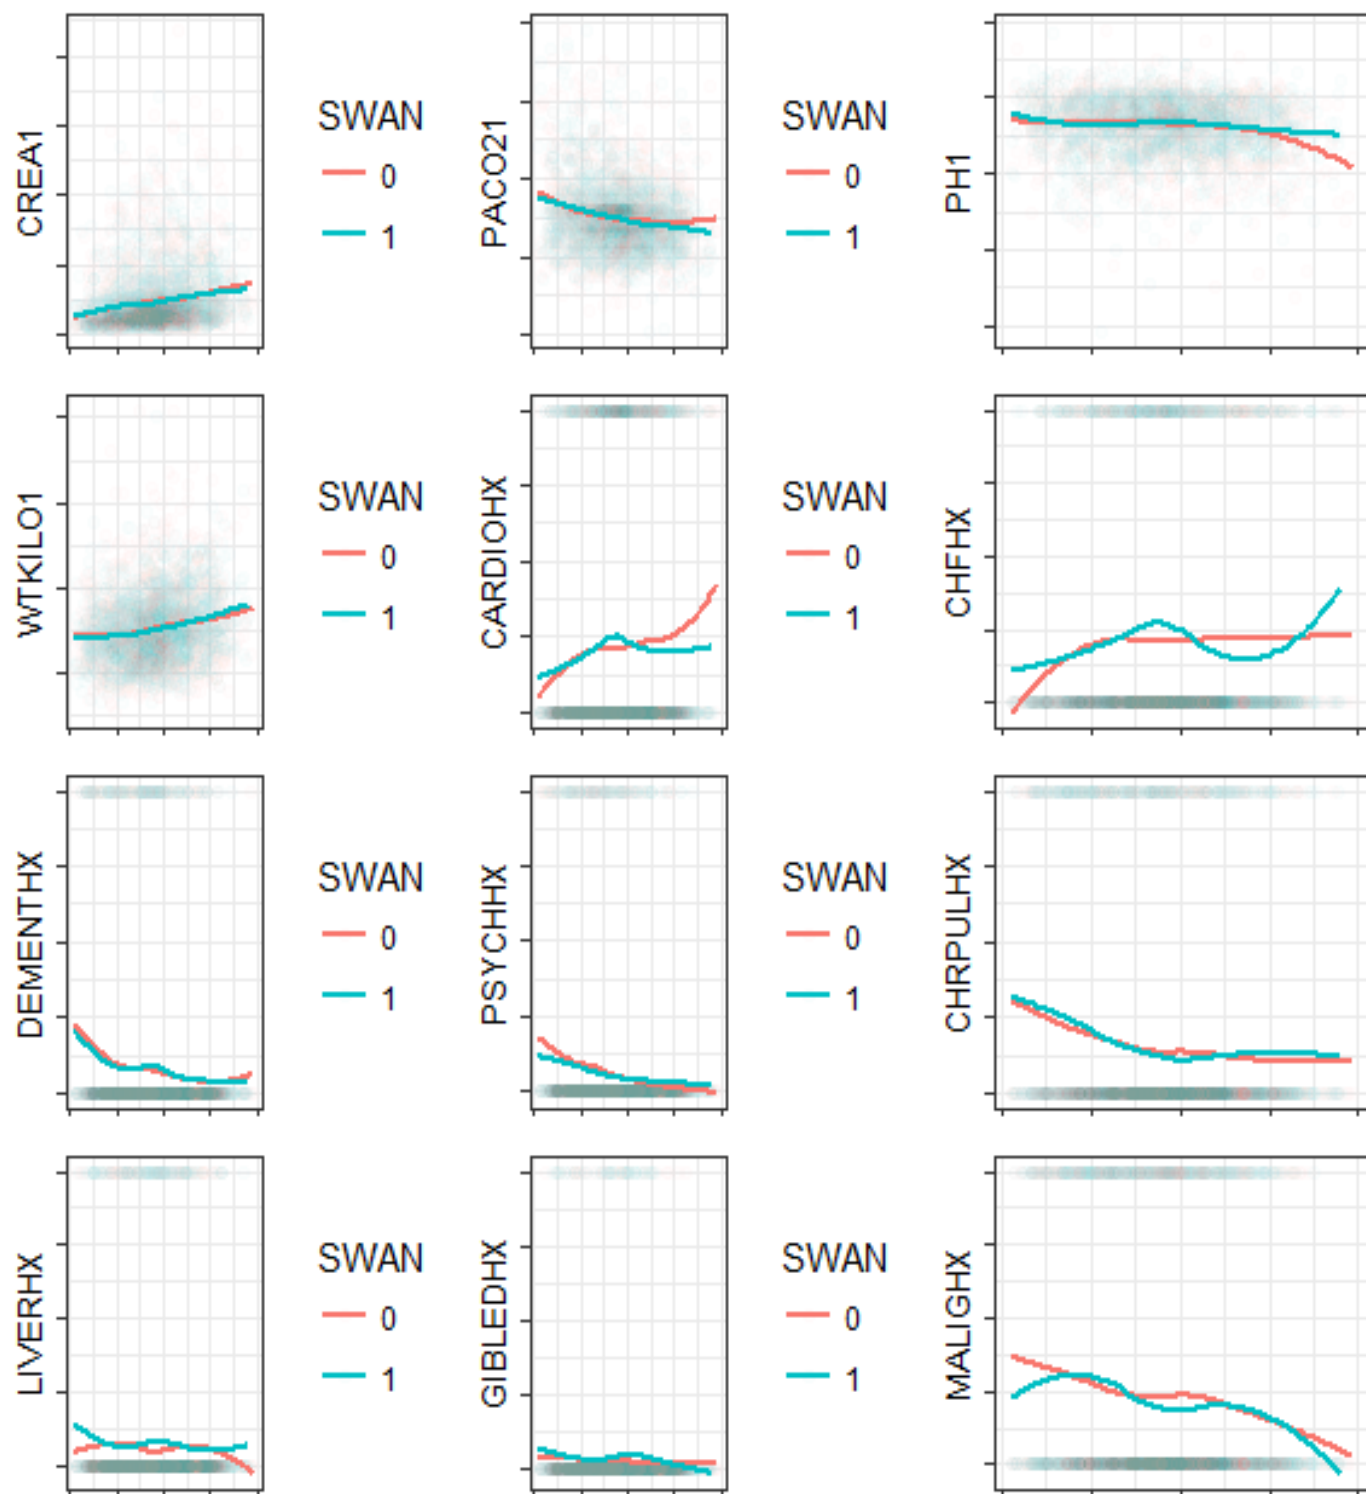 CREA1
SWAN
0
1
PACO21
SWAN
0
1
PH1
WTKILO1
SWAN
0
1
CARDIOHX
SWAN
0
1
CHFHX
DEMENTHX
SWAN
0
1
PSYCHHX
SWAN
0
1
CHRPULHX
LIVERHX
SWAN
0
1
GIBLEDHX
SWAN
0
1
MALIGHX